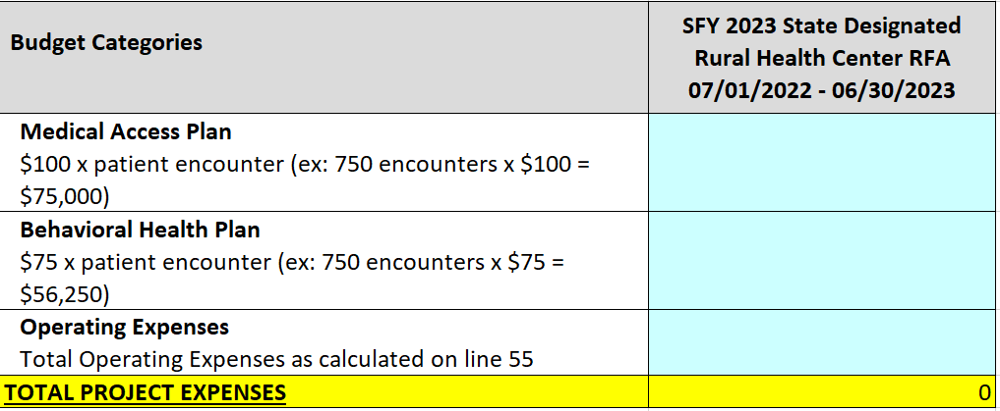 Budget Categories
SFY 2023 State Designated
Rural Health Center RFA
07/01/2022 - 06/30/2023
Medical Access Plan
$100 x patient encounter (ex: 750 encounters x $100 =
$75,000)
Behavioral Health Plan
$75 x patient encounter (ex: 750 encounters x $75 =
$56,250)
Operating Expenses
Total Operating Expenses as calculated on line 55
TOTAL PROJECT EXPENSES 0